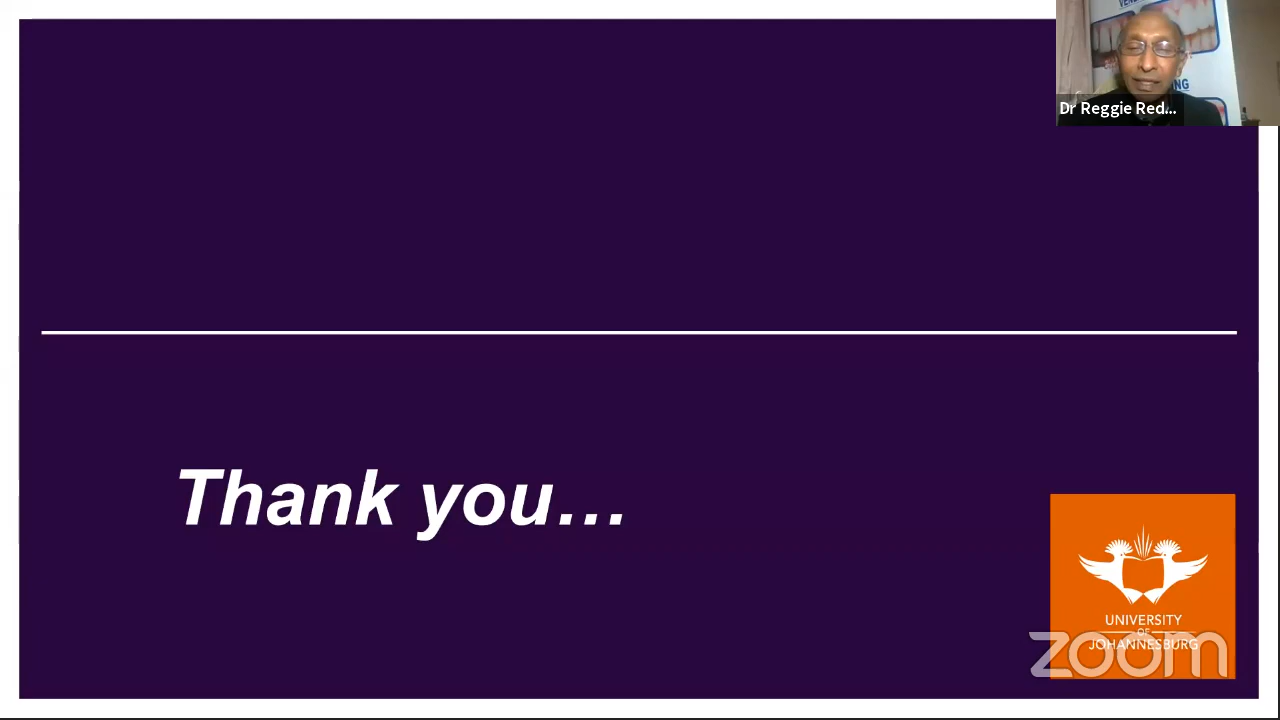 Dr Reggie Red...
Thank you...
UNIVERSITY
OF
JOHANNESBURG
zoom